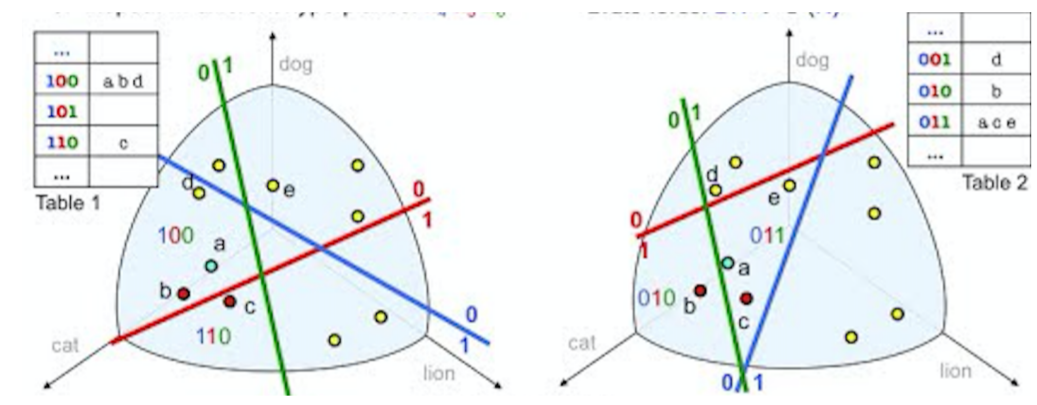 ...
100 a b d
101
110 c
...
Table 1
0 1
dog
d
e
0
1
100
a
b
c
110
0
1
cat
lion
...
001 d
010 b
011 a c e
...
Table 2
0 1
dog
d
e
0
1
011
a
010
b
c
cat
lion
0 1